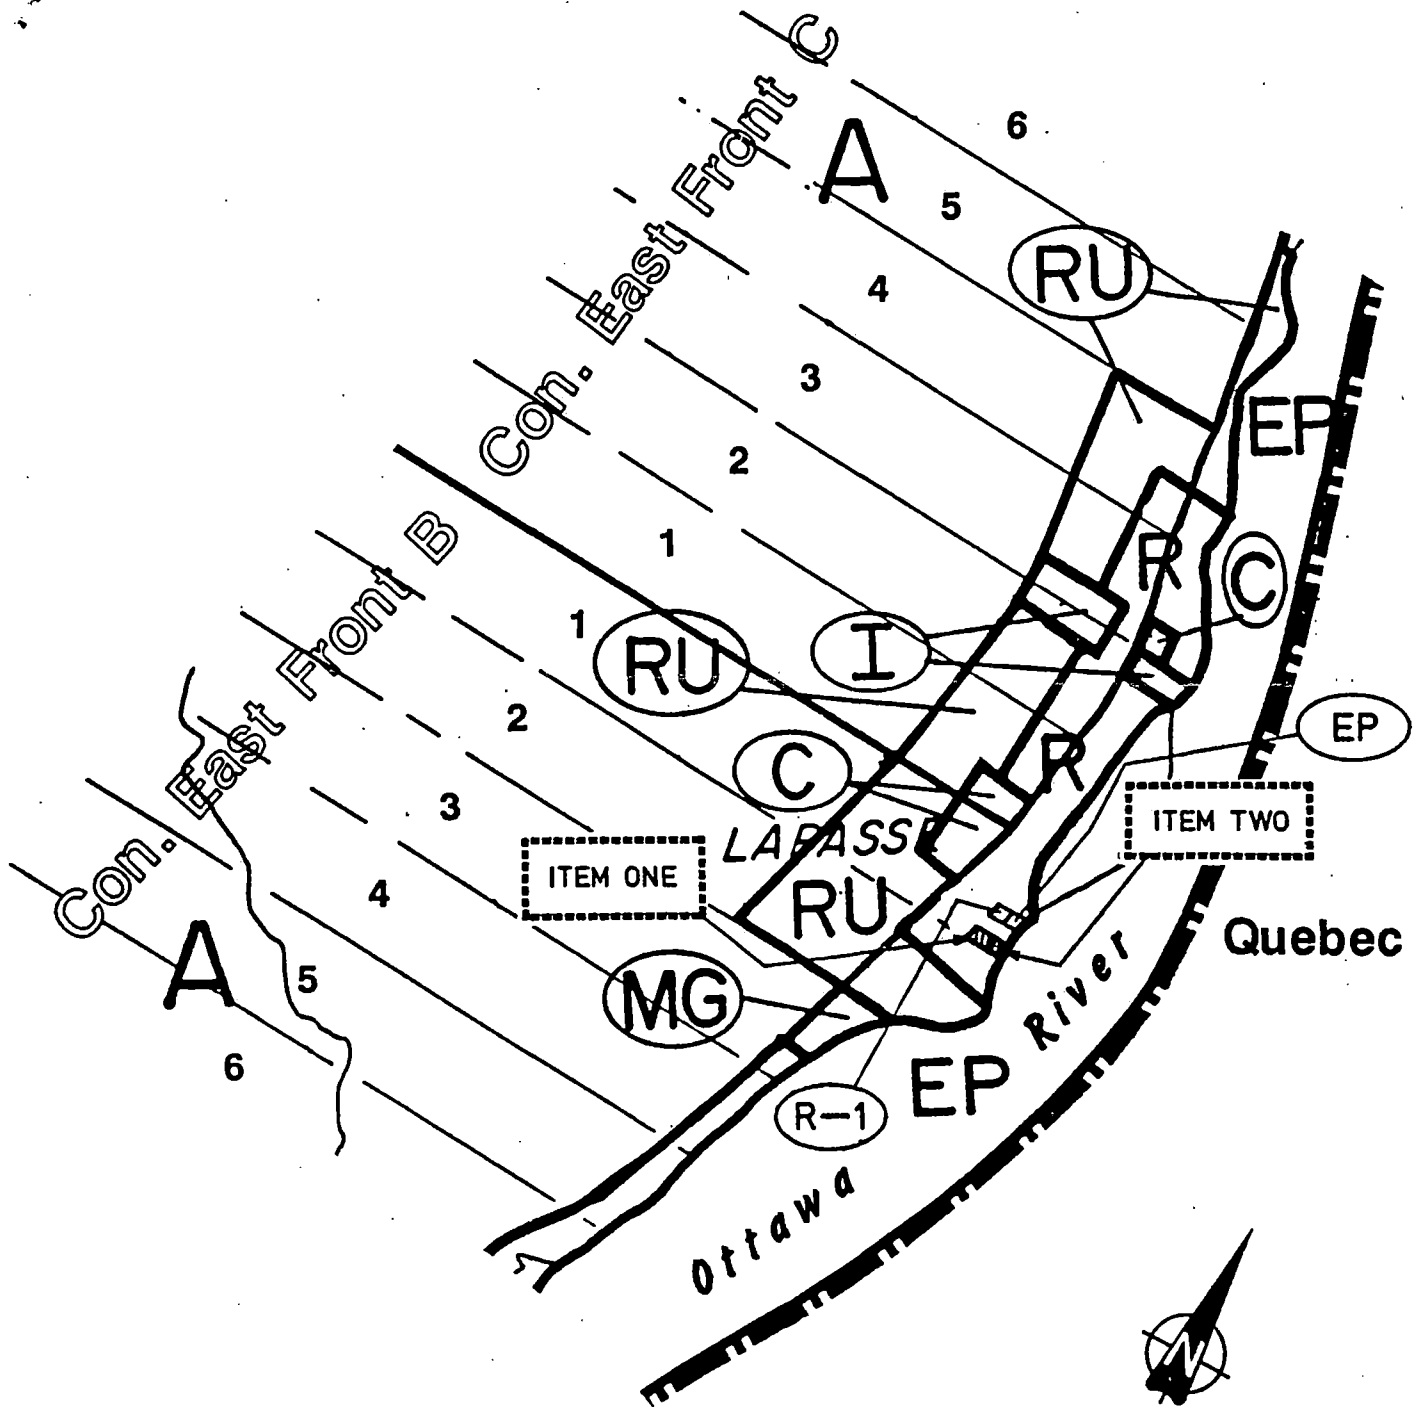 Con. East Front C
6
A
5
RU
4
3
EP
2
R
C
1
Con. East Front B
1
RU
I
2
EP
C
R
3
LAPASSE
ITEM TWO
ITEM ONE
4
RU
Quebec
A
5
MG
6
EP
R-1
Ottawa River
N